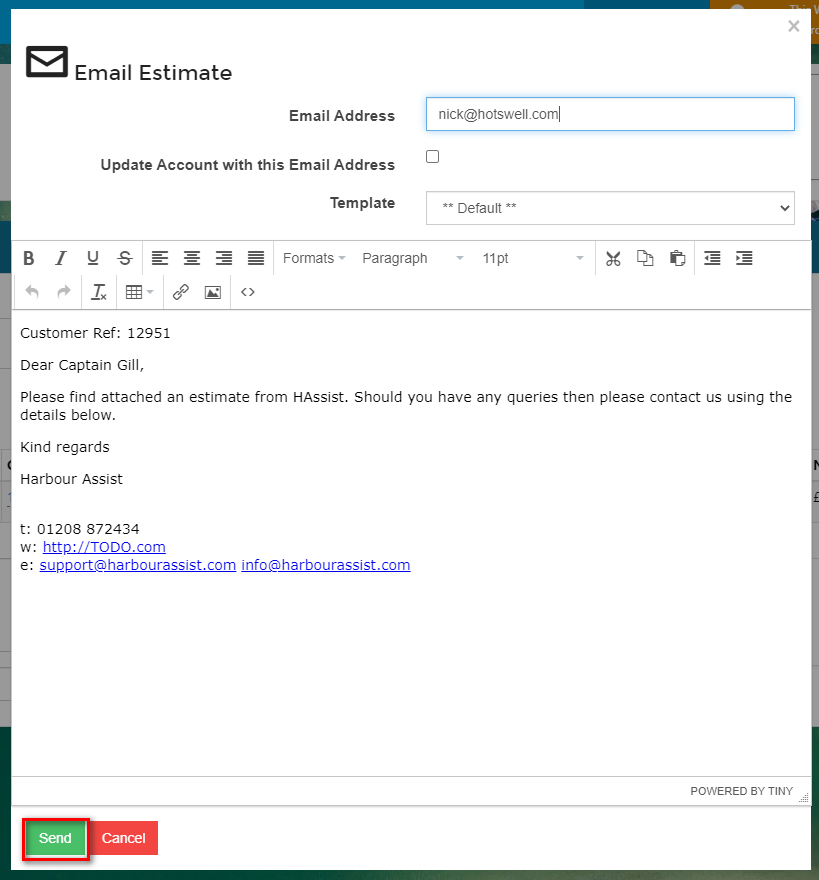 This W
×
Email Estimate
Email Address
nick@hotswell.com
Update Account with this Email Address
Template
** Default **
B I U S Formats Paragraph 11pt
Customer Ref: 12951
Dear Captain Gill,
Please find attached an estimate from HAssist. Should you have any queries then please contact us using the
details below.
Kind regards
Harbour Assist
t: 01208 872434
w: http://TODO.com
e: support@harbourassist.com info@harbourassist.com
POWERED BY TINY
Send Cancel